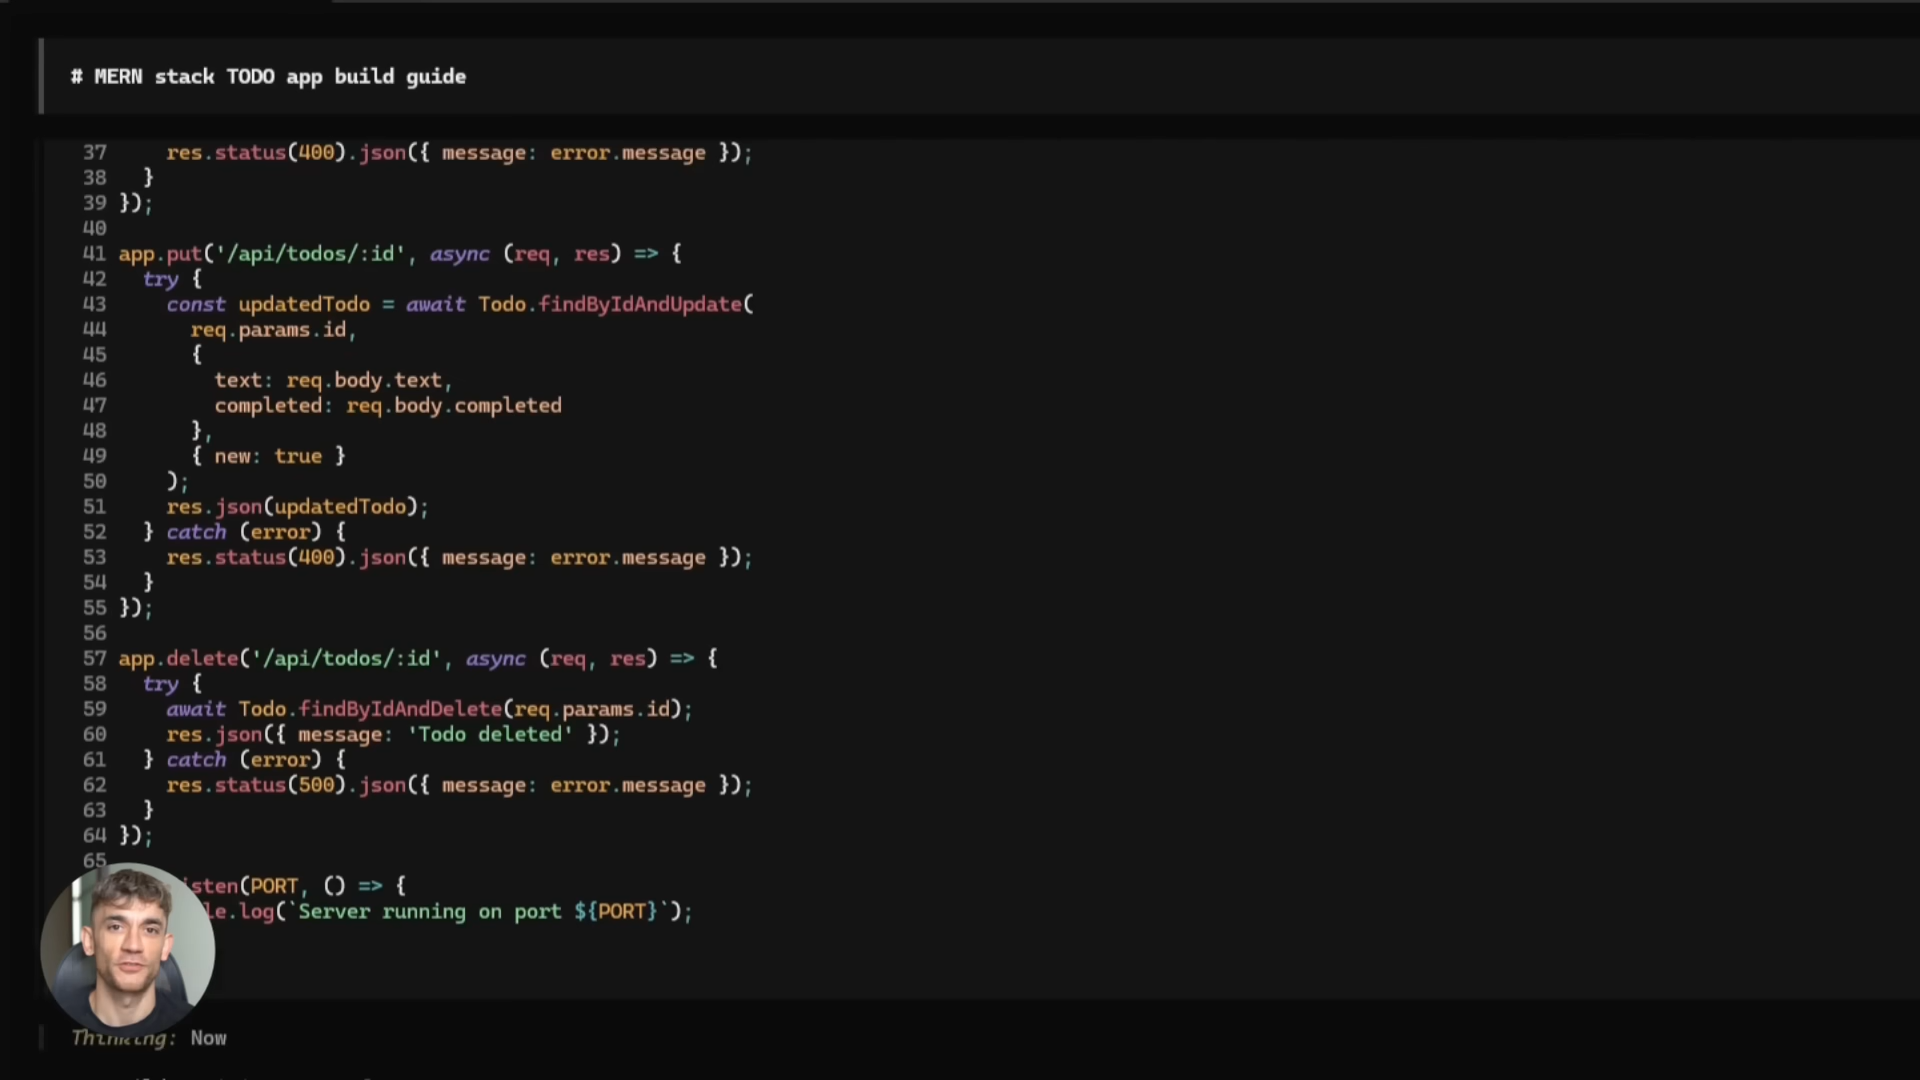 # MERN stack TODO app build guide
37 res.status(400).json({ message: error.message });
38 }
39 });
40
41 app.put('/api/todos/:id', async (req, res) => {
42 try {
43 const updatedTodo = await Todo.findByIdAndUpdate(
44 req.params.id,
45 {
46 text: req.body.text,
47 completed: req.body.completed
48 },
49 { new: true }
50 );
51 res.json(updatedTodo);
52 } catch (error) {
53 res.status(400).json({ message: error.message });
54 }
55 });
56
57 app.delete('/api/todos/:id', async (req, res) => {
58 try {
59 await Todo.findByIdAndDelete(req.params.id);
60 res.json({ message: 'Todo deleted' });
61 } catch (error) {
62 res.status(500).json({ message: error.message });
63 }
64 });
65
isten(PORT, () => {
le.log(`Server running on port ${PORT}`);
Thinking: Now